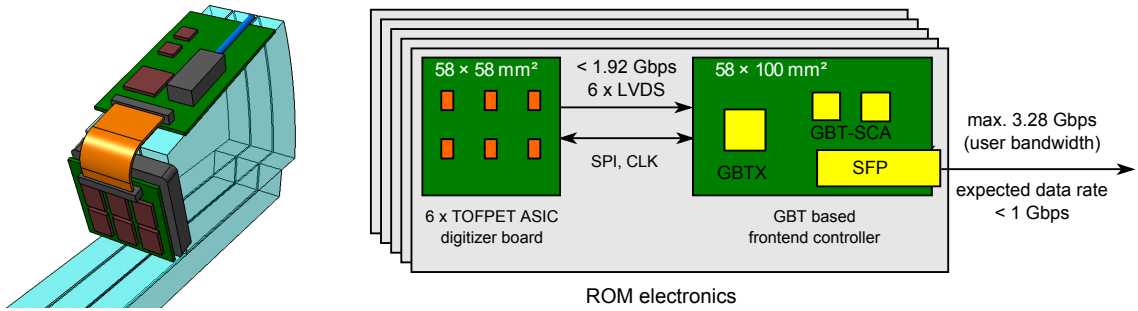 58 × 58 mm²
< 1.92 Gbps
6 x LVDS
SPI, CLK
6 x TOFPET ASIC
digitizer board
58 × 100 mm²
GBT-SCA
GBTX
SFP
GBT based
frontend controller
max. 3.28 Gbps
(user bandwidth)
expected data rate
< 1 Gbps
ROM electronics